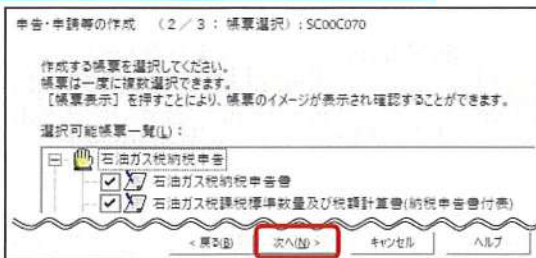 申告・申請等の作成 (2／3：帳票選択)：SC00C070
作成する帳票を選択してください。
帳票は一度に複数選択できます。
［帳票表示］を押すことにより、帳票のイメージが表示され確認することができます。
選択可能帳票一覧(L)：
石油ガス税納税申告
石油ガス税納税申告書
石油ガス税課税標準数量及び税額計算書(納税申告書付表)
< 戻る(B) 次へ(N) > キャンセル ヘルプ